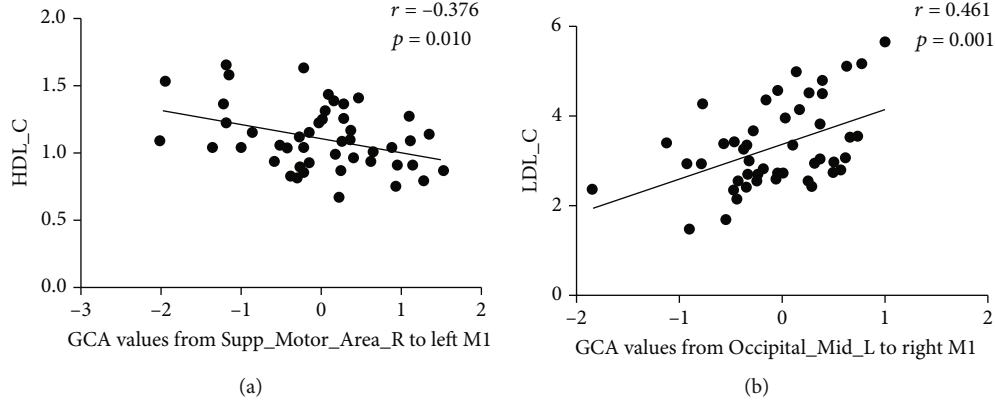 r = –0.376
p = 0.010
2.0
1.5
1.0
0.5
0.0
HDL_C
–3
–2
–1
0
1
2
GCA values from Supp_Motor_Area_R to left M1
(a)
r = 0.461
p = 0.001
6
4
2
0
LDL_C
–2
–1
0
1
2
GCA values from Occipital_Mid_L to right M1
(b)